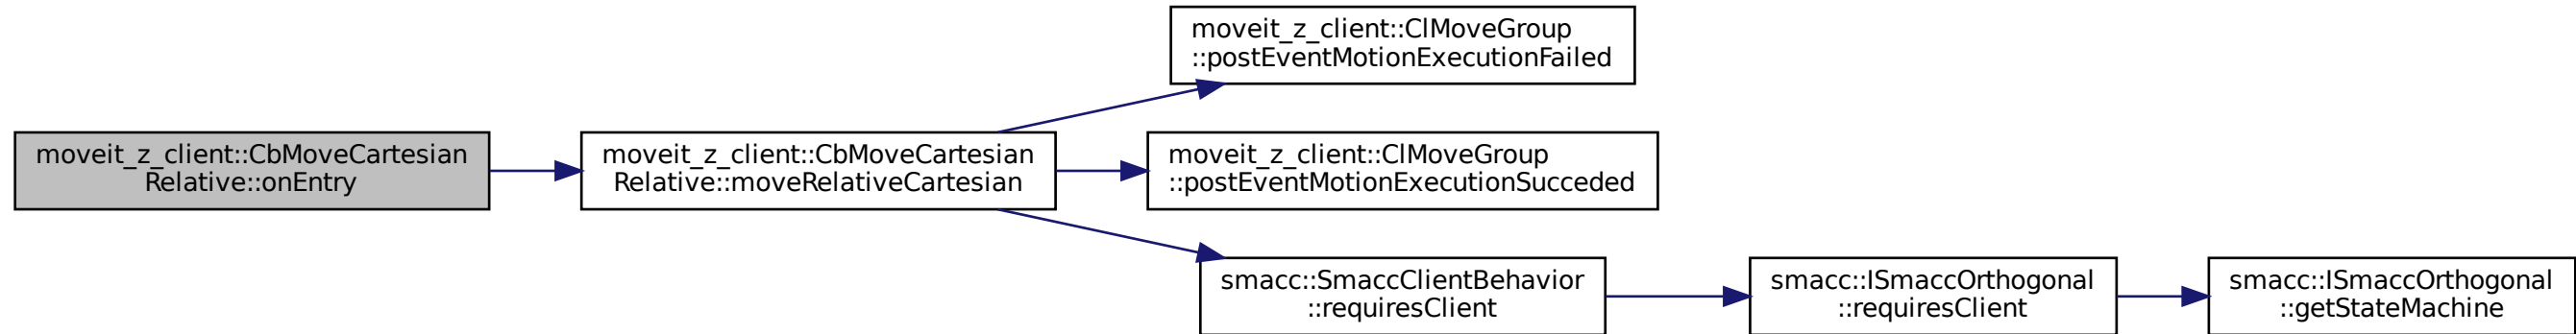 moveit_z_client::ClMoveGroup
::postEventMotionExecutionFailed
moveit_z_client::CbMoveCartesian
Relative::onEntry
moveit_z_client::CbMoveCartesian
Relative::moveRelativeCartesian
moveit_z_client::ClMoveGroup
::postEventMotionExecutionSucceded
smacc::SmaccClientBehavior
::requiresClient
smacc::ISmaccOrthogonal
::requiresClient
smacc::ISmaccOrthogonal
::getStateMachine